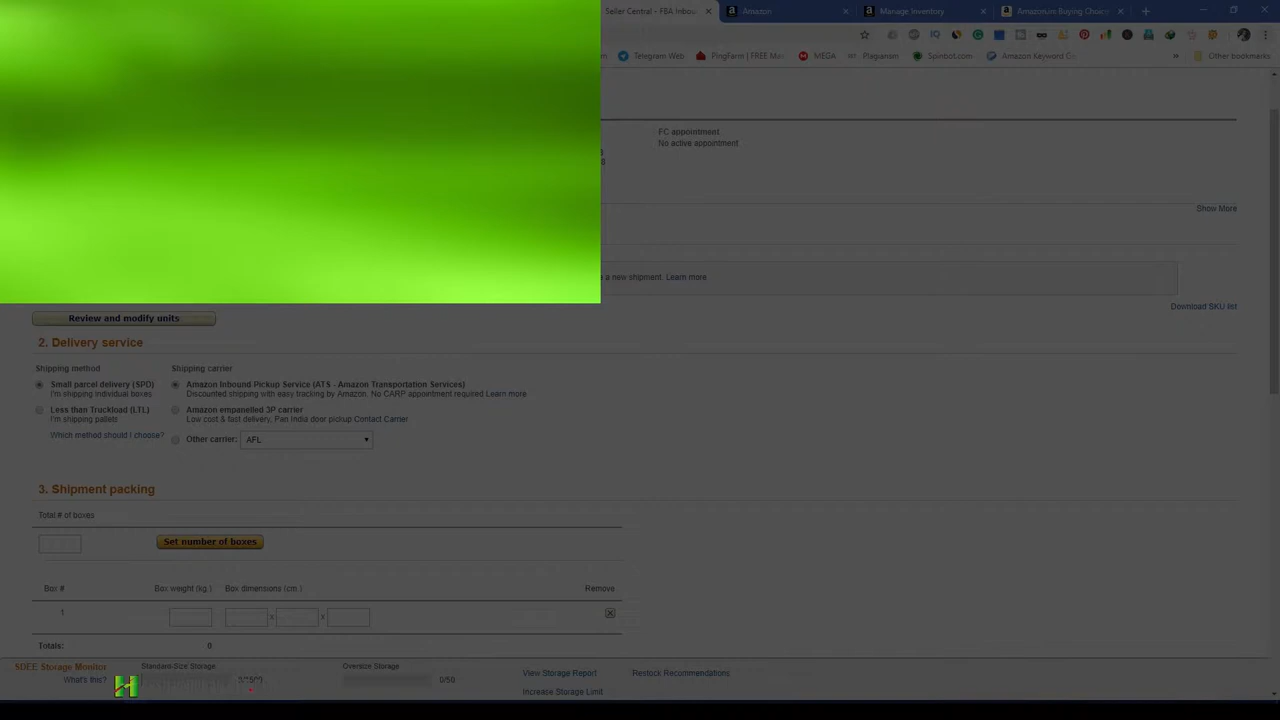 Seller Central - FBA Inbou
Amazon
Manage Inventory
Amazon.in Buying Choice
Telegram Web
PingFarm | FREE Mas
MEGA
Plagiarism
Spinbot.com
Amazon Keyword Co
Other bookmarks
FC appointment
No active appointment
Show More
e a new shipment. Learn more
Download SKU list
Review and modify units
2. Delivery service
Shipping method
Shipping carrier
Small parcel delivery (SPD)
I'm shipping individual boxes
Amazon Inbound Pickup Service (ATS - Amazon Transportation Services)
Discounted shipping with easy tracking by Amazon. No CARP appointment required Learn more
Less than Truckload (LTL)
I'm shipping pallets
Amazon empanelled 3P carrier
Low cost & fast delivery, Pan India door pickup Contact Carrier
Which method should I choose?
Other carrier:
AFL
3. Shipment packing
Total # of boxes
Set number of boxes
Box #
Box weight (kg.)
Box dimensions (cm.)
Remove
1
x
x
Totals:
0
SDEE Storage Monitor
What's this?
Standard-Size Storage
Oversize Storage
0/50
View Storage Report
Restock Recommendations
Increase Storage Limit